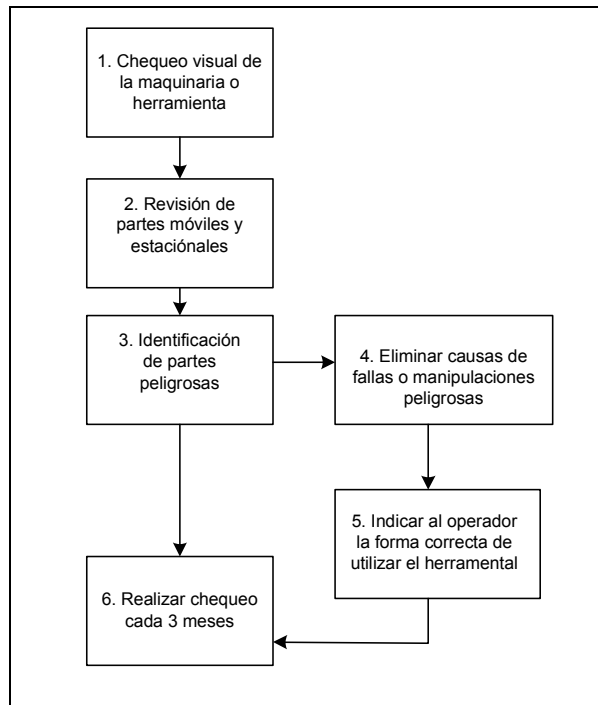 1. Chequeo visual de
la maquinaria o
herramienta
2. Revisión de
partes móviles y
estaciónales
3. Identificación
de partes
peligrosas
4. Eliminar causas de
fallas o manipulaciones
peligrosas
5. Indicar al operador
la forma correcta de
utilizar el herramental
6. Realizar chequeo
cada 3 meses